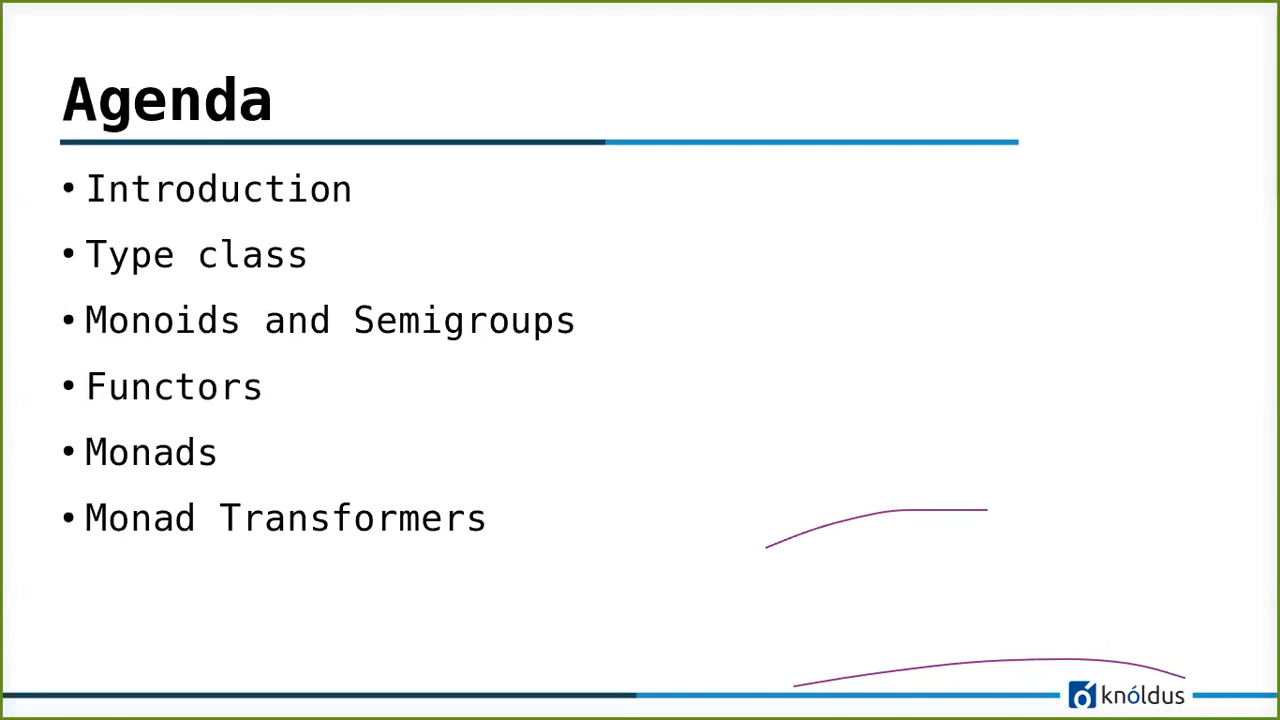 Agenda
• Introduction
• Type class
• Monoids and Semigroups
• Functors
• Monads
• Monad Transformers
knóldus